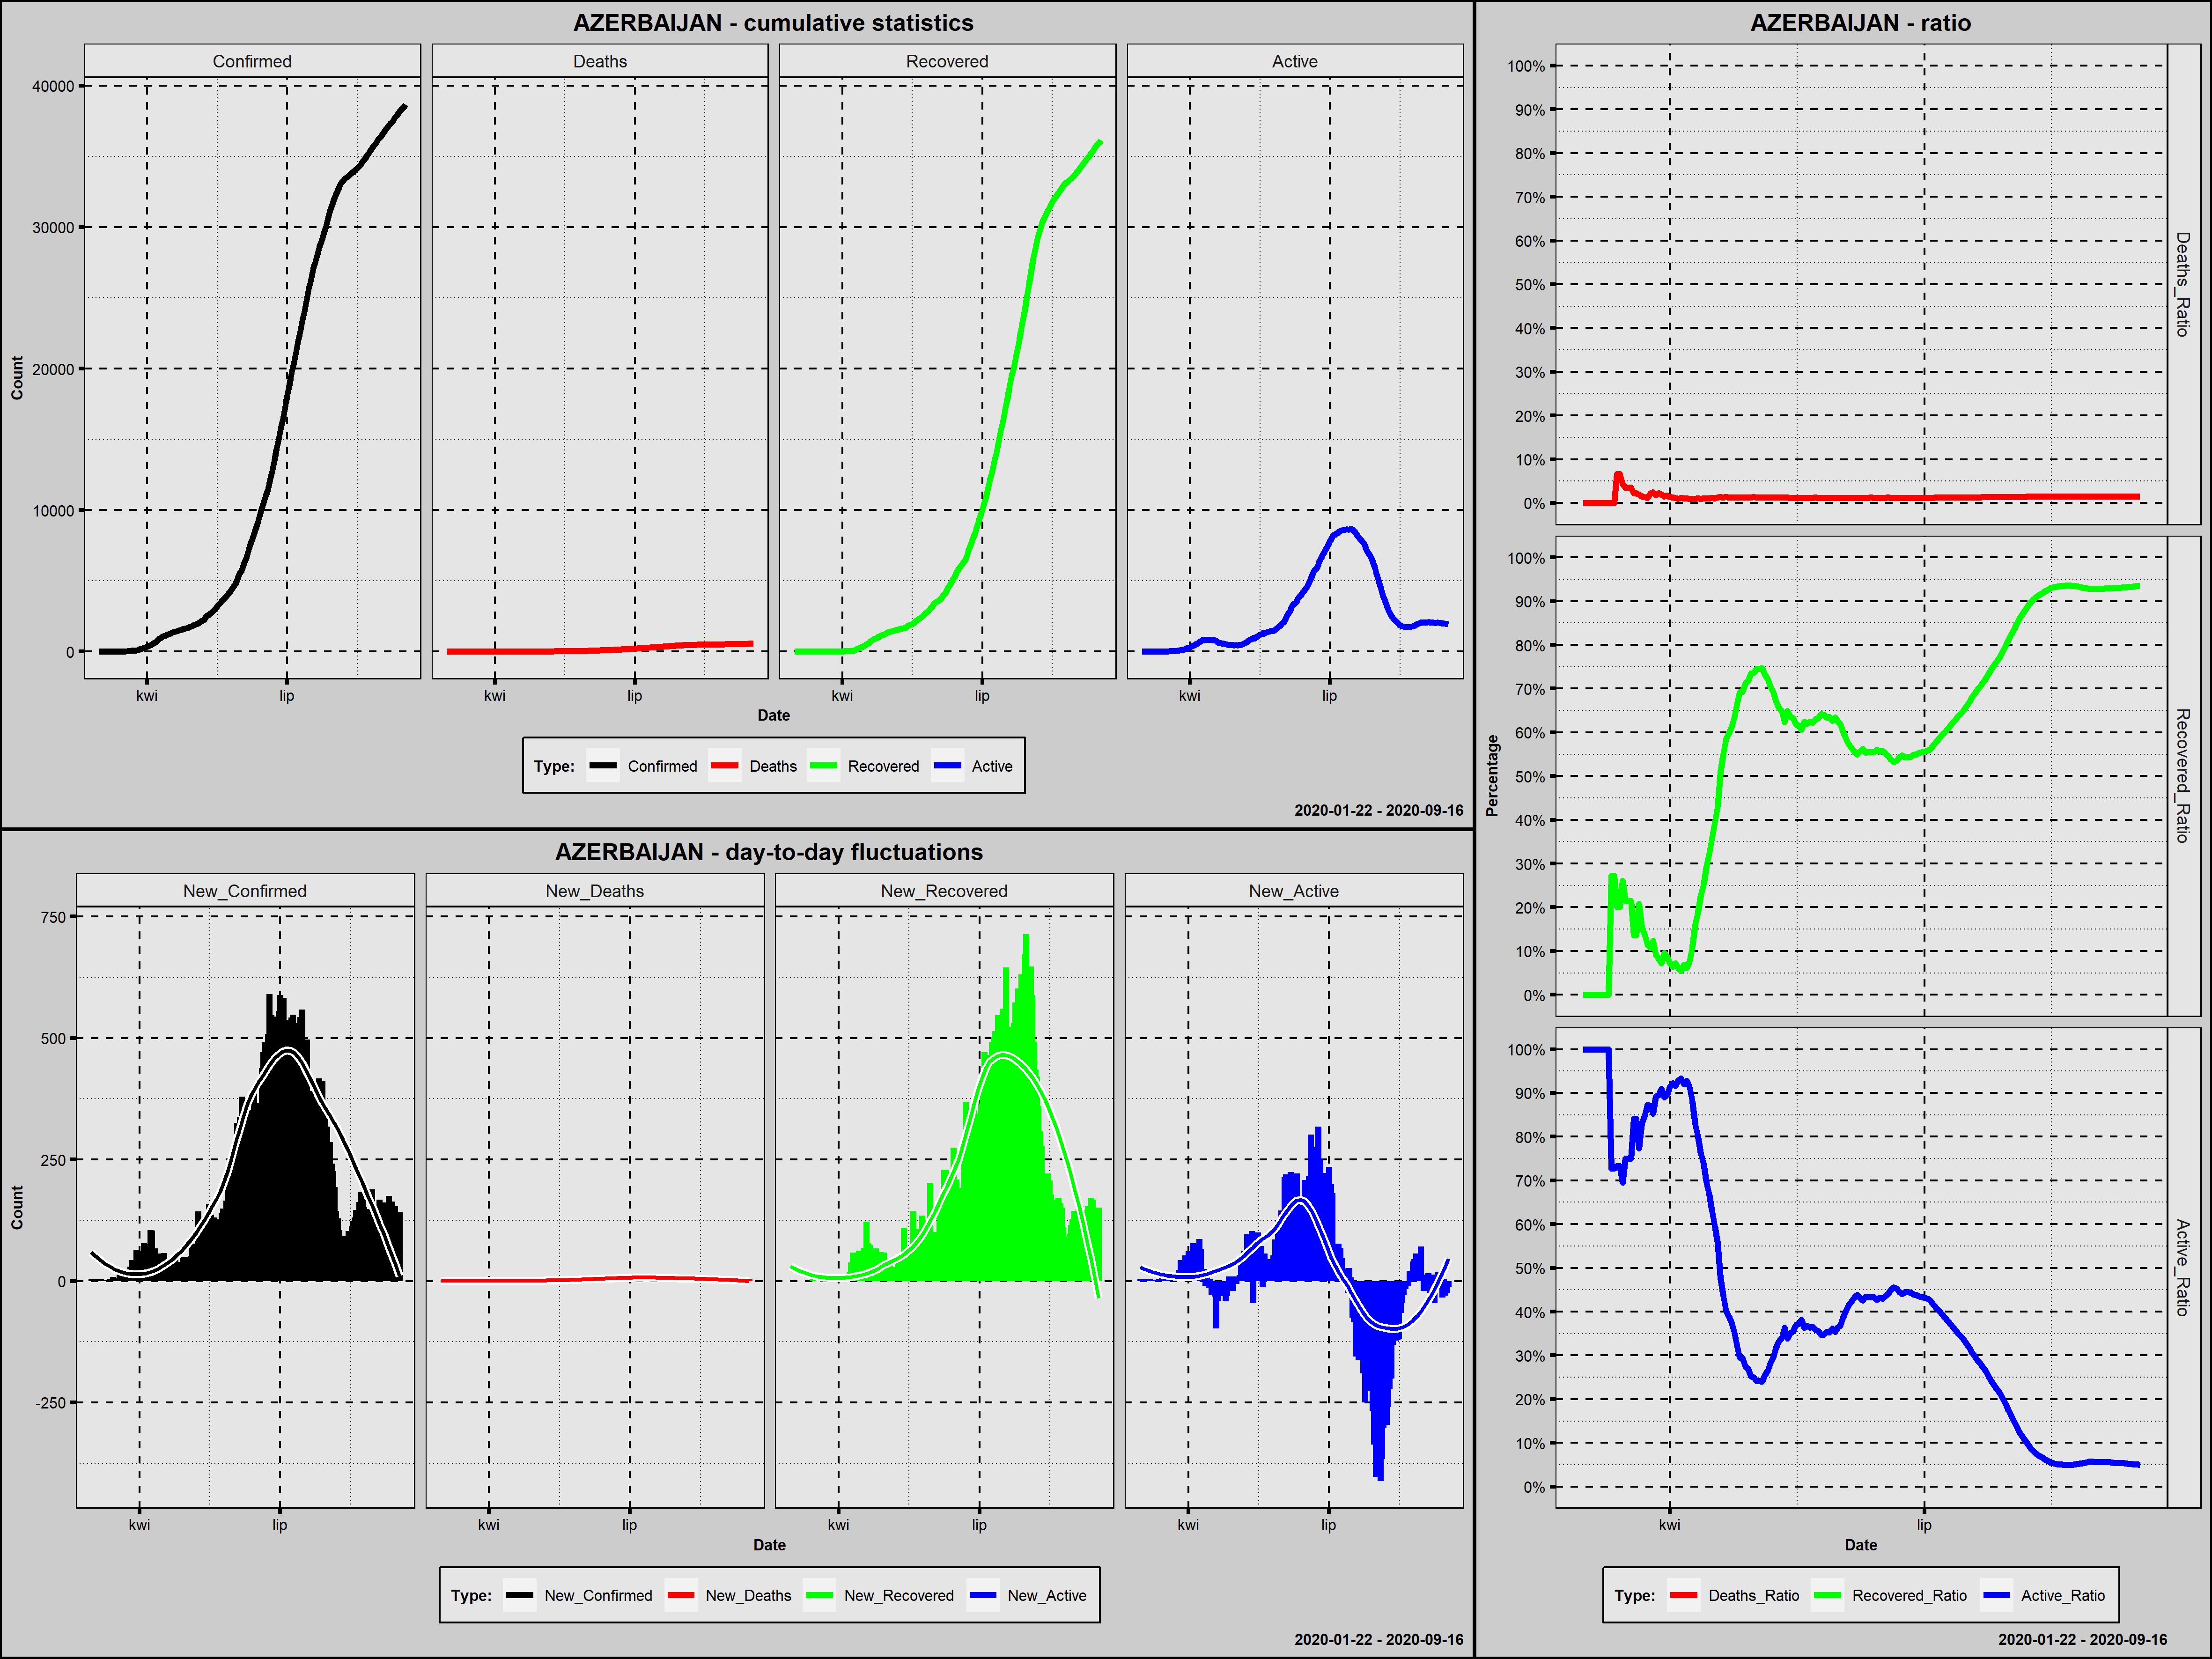 AZERBAIJAN - cumulative statistics
Confirmed Deaths Recovered Active
Count
40000
30000
20000
10000
0
kwi lip kwi lip kwi lip kwi lip
Date
Type: Confirmed Deaths Recovered Active
2020-01-22 - 2020-09-16
AZERBAIJAN - day-to-day fluctuations
New_Confirmed New_Deaths New_Recovered New_Active
Count
750
500
250
0
-250
kwi lip kwi lip kwi lip kwi lip
Date
Type: New_Confirmed New_Deaths New_Recovered New_Active
2020-01-22 - 2020-09-16
AZERBAIJAN - ratio
Percentage
100%
90%
80%
70%
60%
50%
40%
30%
20%
10%
0%
Deaths_Ratio
100%
90%
80%
70%
60%
50%
40%
30%
20%
10%
0%
Recovered_Ratio
100%
90%
80%
70%
60%
50%
40%
30%
20%
10%
0%
Active_Ratio
kwi lip
Date
Type: Deaths_Ratio Recovered_Ratio Active_Ratio
2020-01-22 - 2020-09-16